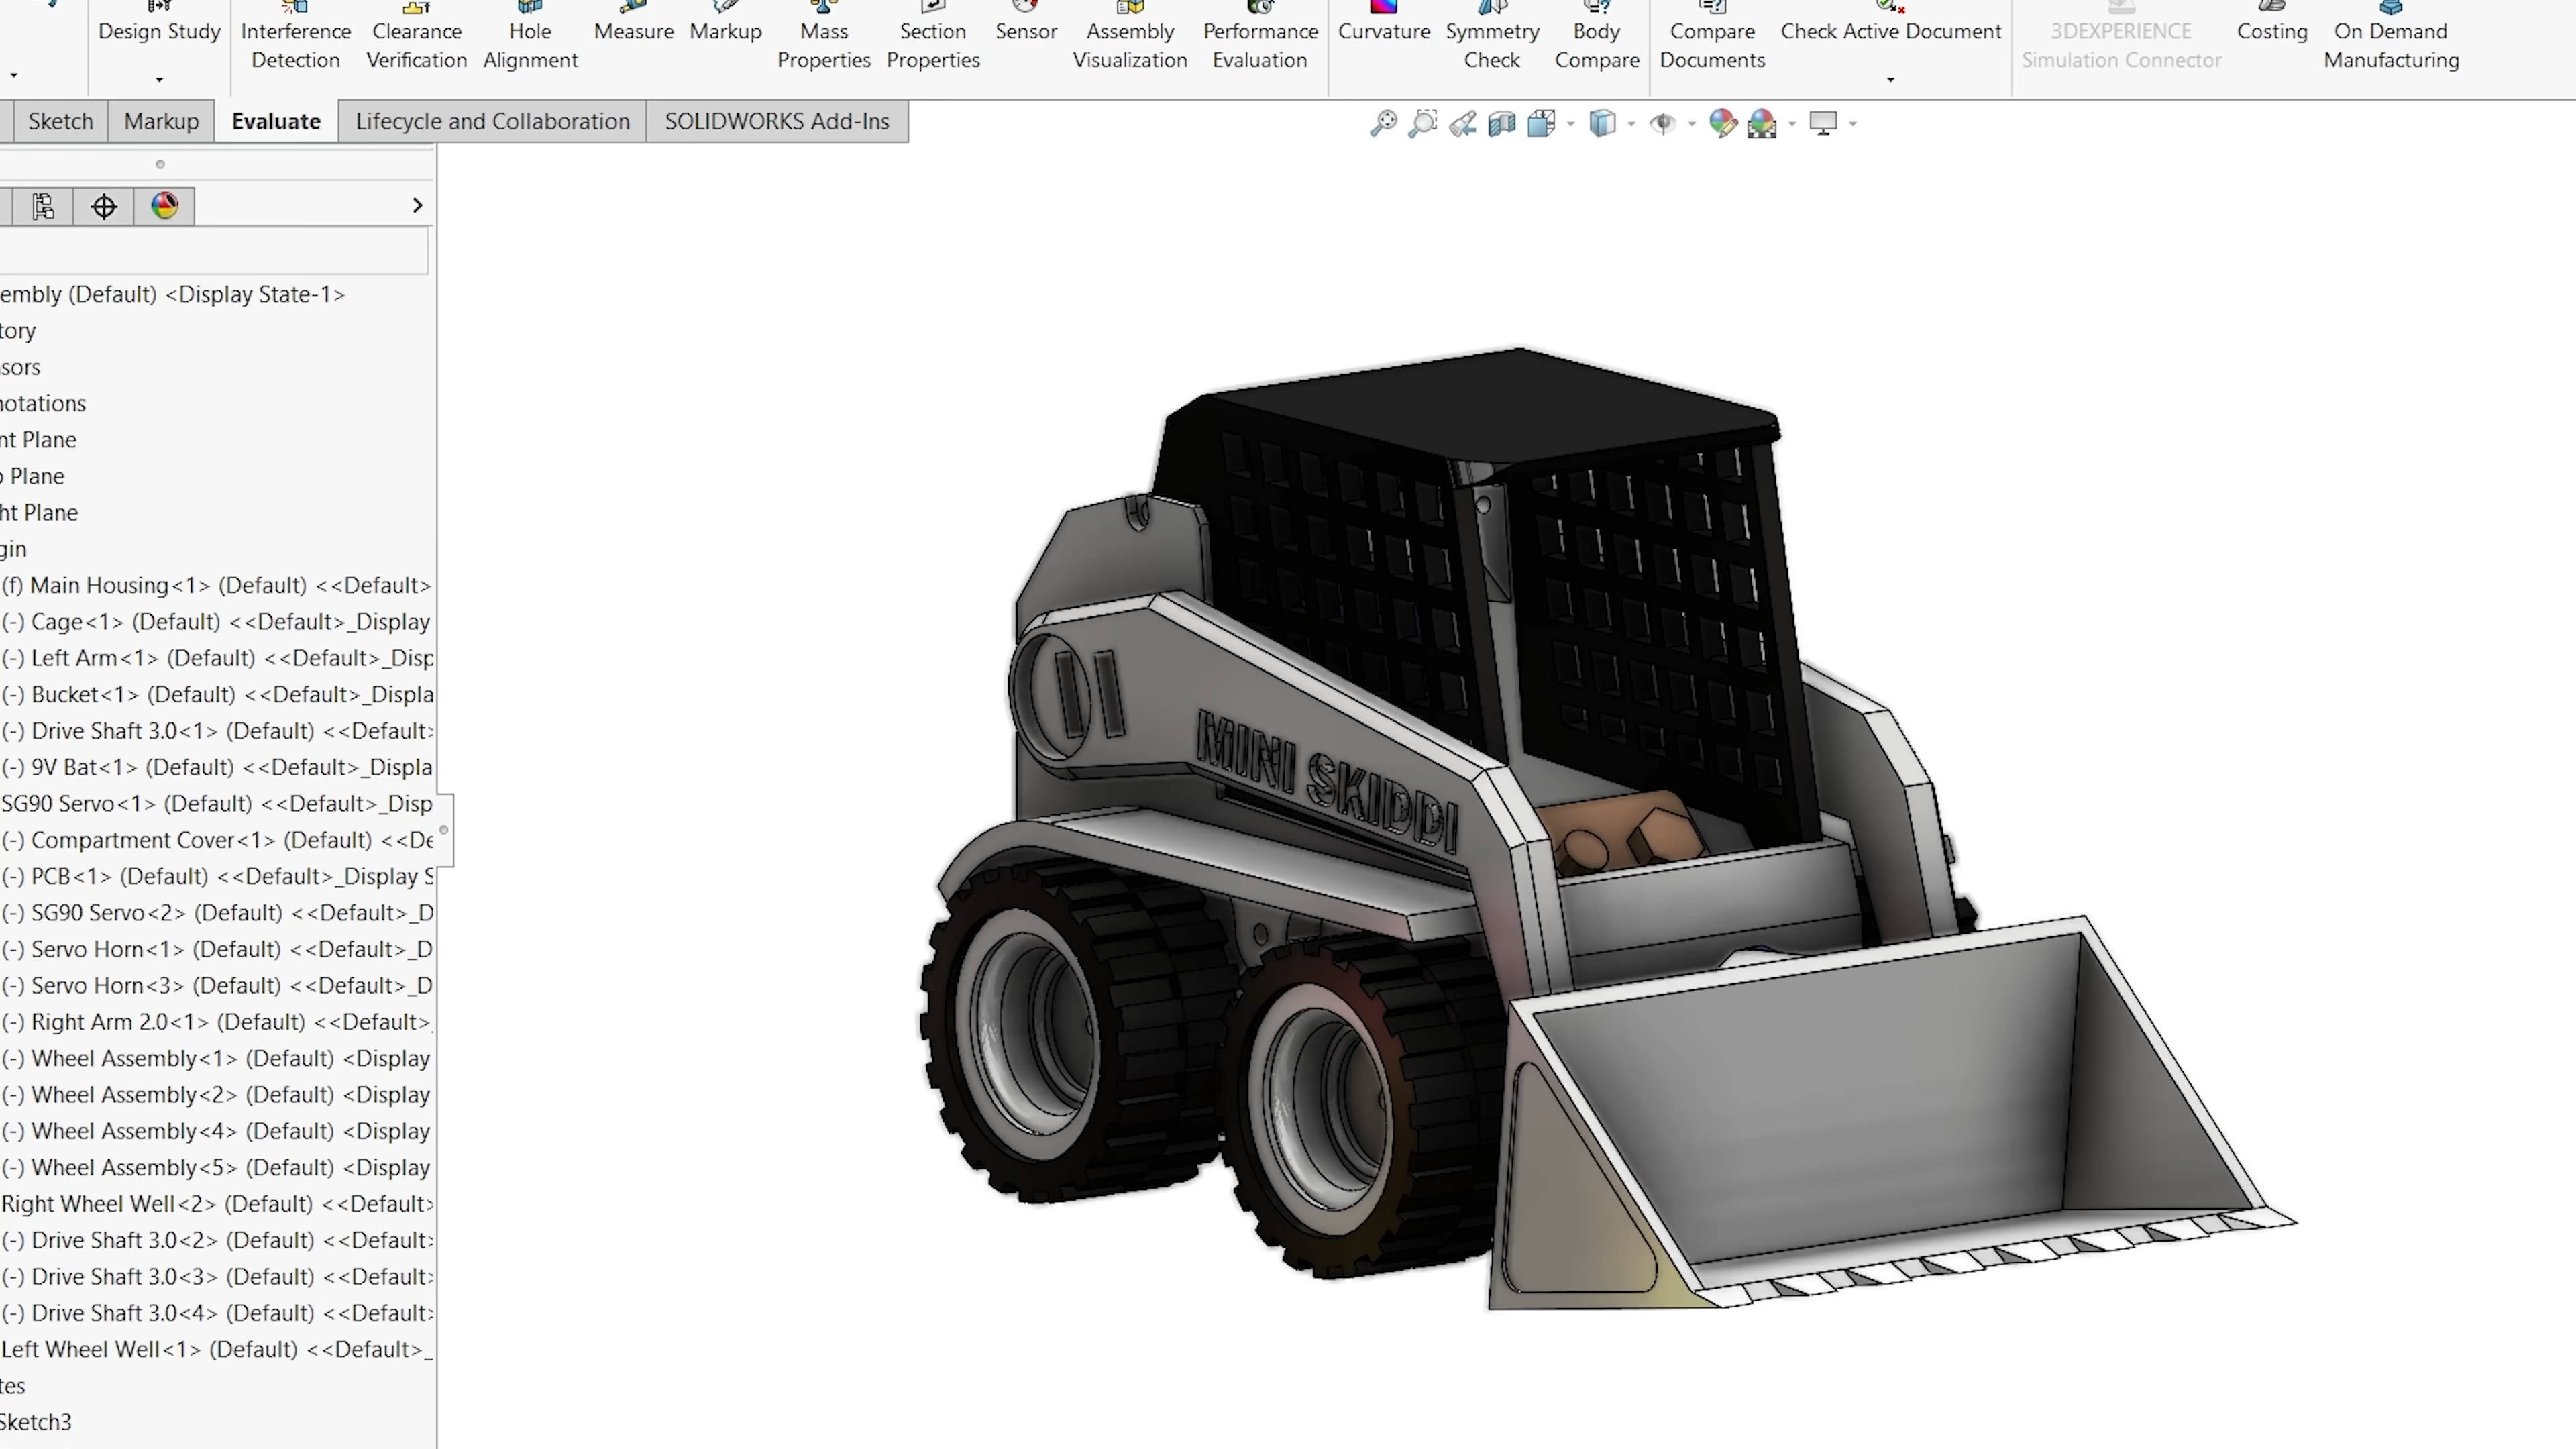 Design Study
Interference Detection
Clearance Verification
Hole Alignment
Measure
Markup
Mass Properties
Section Properties
Sensor
Assembly Visualization
Performance Evaluation
Curvature
Symmetry Check
Body Compare
Compare Documents
Check Active Document
3DEXPERIENCE Simulation Connector
Costing
On Demand Manufacturing
Sketch
Markup
Evaluate
Lifecycle and Collaboration
SOLIDWORKS Add-Ins
embly (Default) <Display State-1>
tory
sors
notations
nt Plane
p Plane
ht Plane
gin
(f) Main Housing<1> (Default) <<Default>
(-) Cage<1> (Default) <<Default>_Display
(-) Left Arm<1> (Default) <<Default>_Disp
(-) Bucket<1> (Default) <<Default>_Displa
(-) Drive Shaft 3.0<1> (Default) <<Default>
(-) 9V Bat<1> (Default) <<Default>_Displa
SG90 Servo<1> (Default) <<Default>_Disp
(-) Compartment Cover<1> (Default) <<De
(-) PCB<1> (Default) <<Default>_Display S
(-) SG90 Servo<2> (Default) <<Default>_D
(-) Servo Horn<1> (Default) <<Default>_D
(-) Servo Horn<3> (Default) <<Default>_D
(-) Right Arm 2.0<1> (Default) <<Default>_
(-) Wheel Assembly<1> (Default) <Display
(-) Wheel Assembly<2> (Default) <Display
(-) Wheel Assembly<4> (Default) <Display
(-) Wheel Assembly<5> (Default) <Display
Right Wheel Well<2> (Default) <<Default>
(-) Drive Shaft 3.0<2> (Default) <<Default>
(-) Drive Shaft 3.0<3> (Default) <<Default>
(-) Drive Shaft 3.0<4> (Default) <<Default>
Left Wheel Well<1> (Default) <<Default>_
tes
Sketch3
MINI SKIDDI